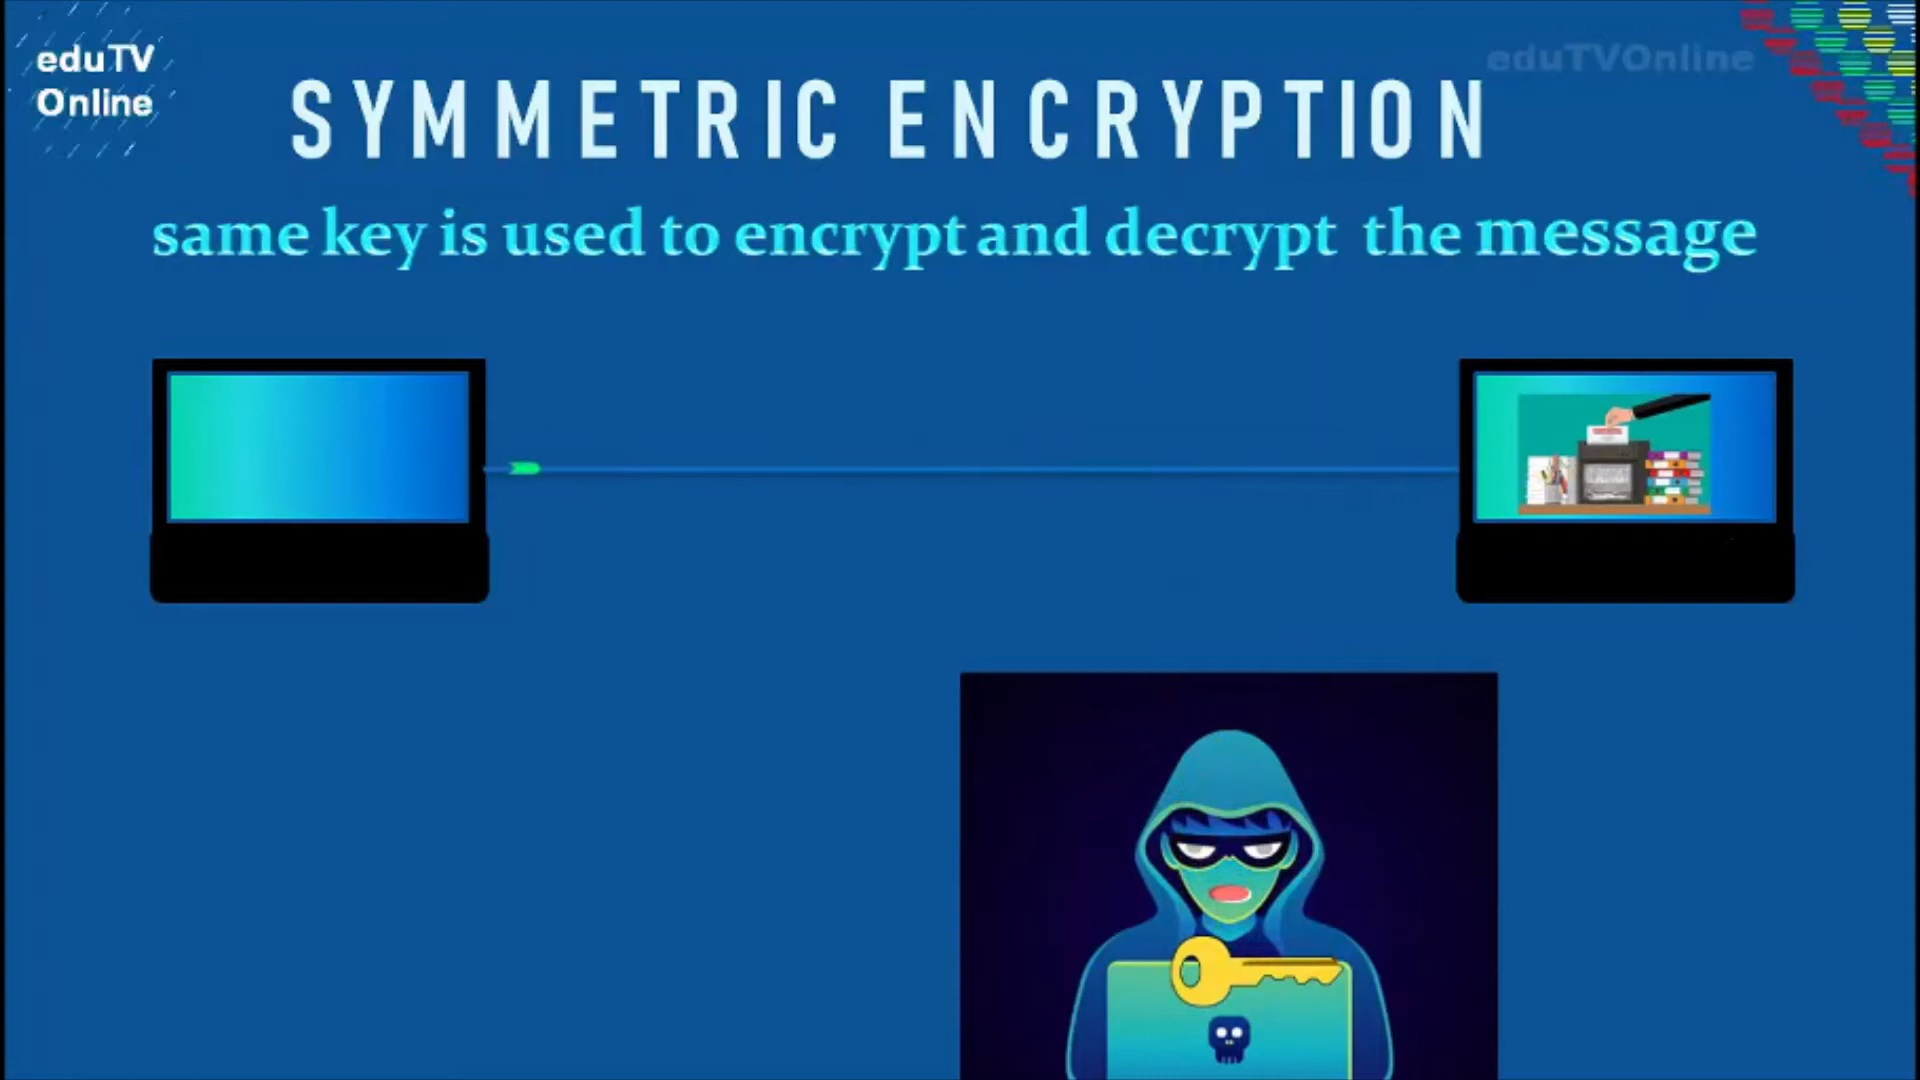 eduTV
Online
eduTVOnline
SYMMETRIC ENCRYPTION
same key is used to encrypt and decrypt the message